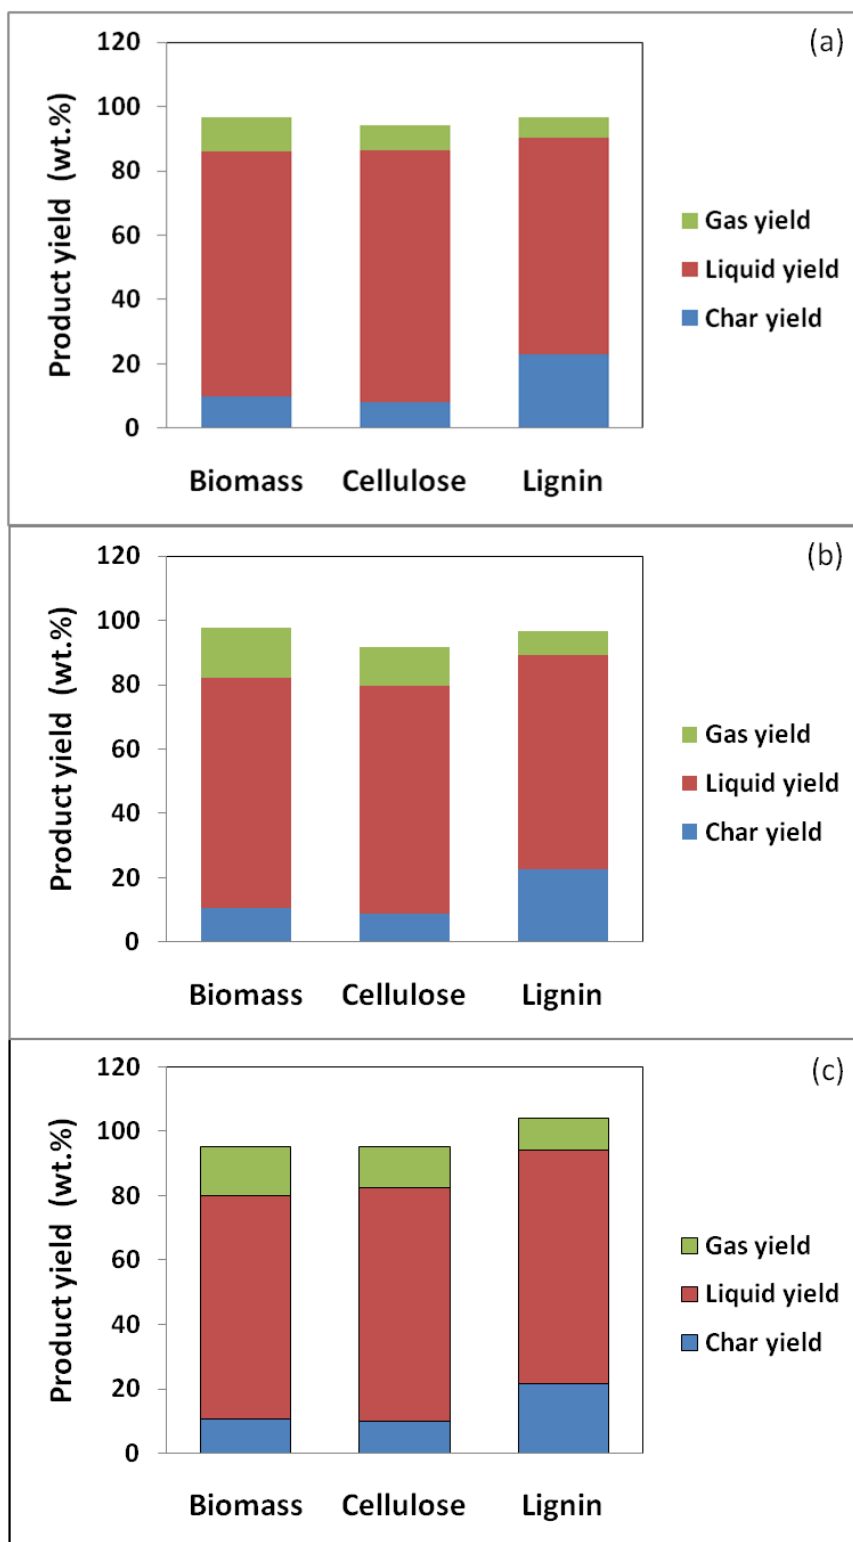 (a)
Product yield (wt.%)
120
100
80
60
40
20
0
Biomass Cellulose Lignin
Gas yield
Liquid yield
Char yield
(b)
Product yield (wt.%)
120
100
80
60
40
20
0
Biomass Cellulose Lignin
Gas yield
Liquid yield
Char yield
(c)
Product yield (wt.%)
120
100
80
60
40
20
0
Biomass Cellulose Lignin
Gas yield
Liquid yield
Char yield